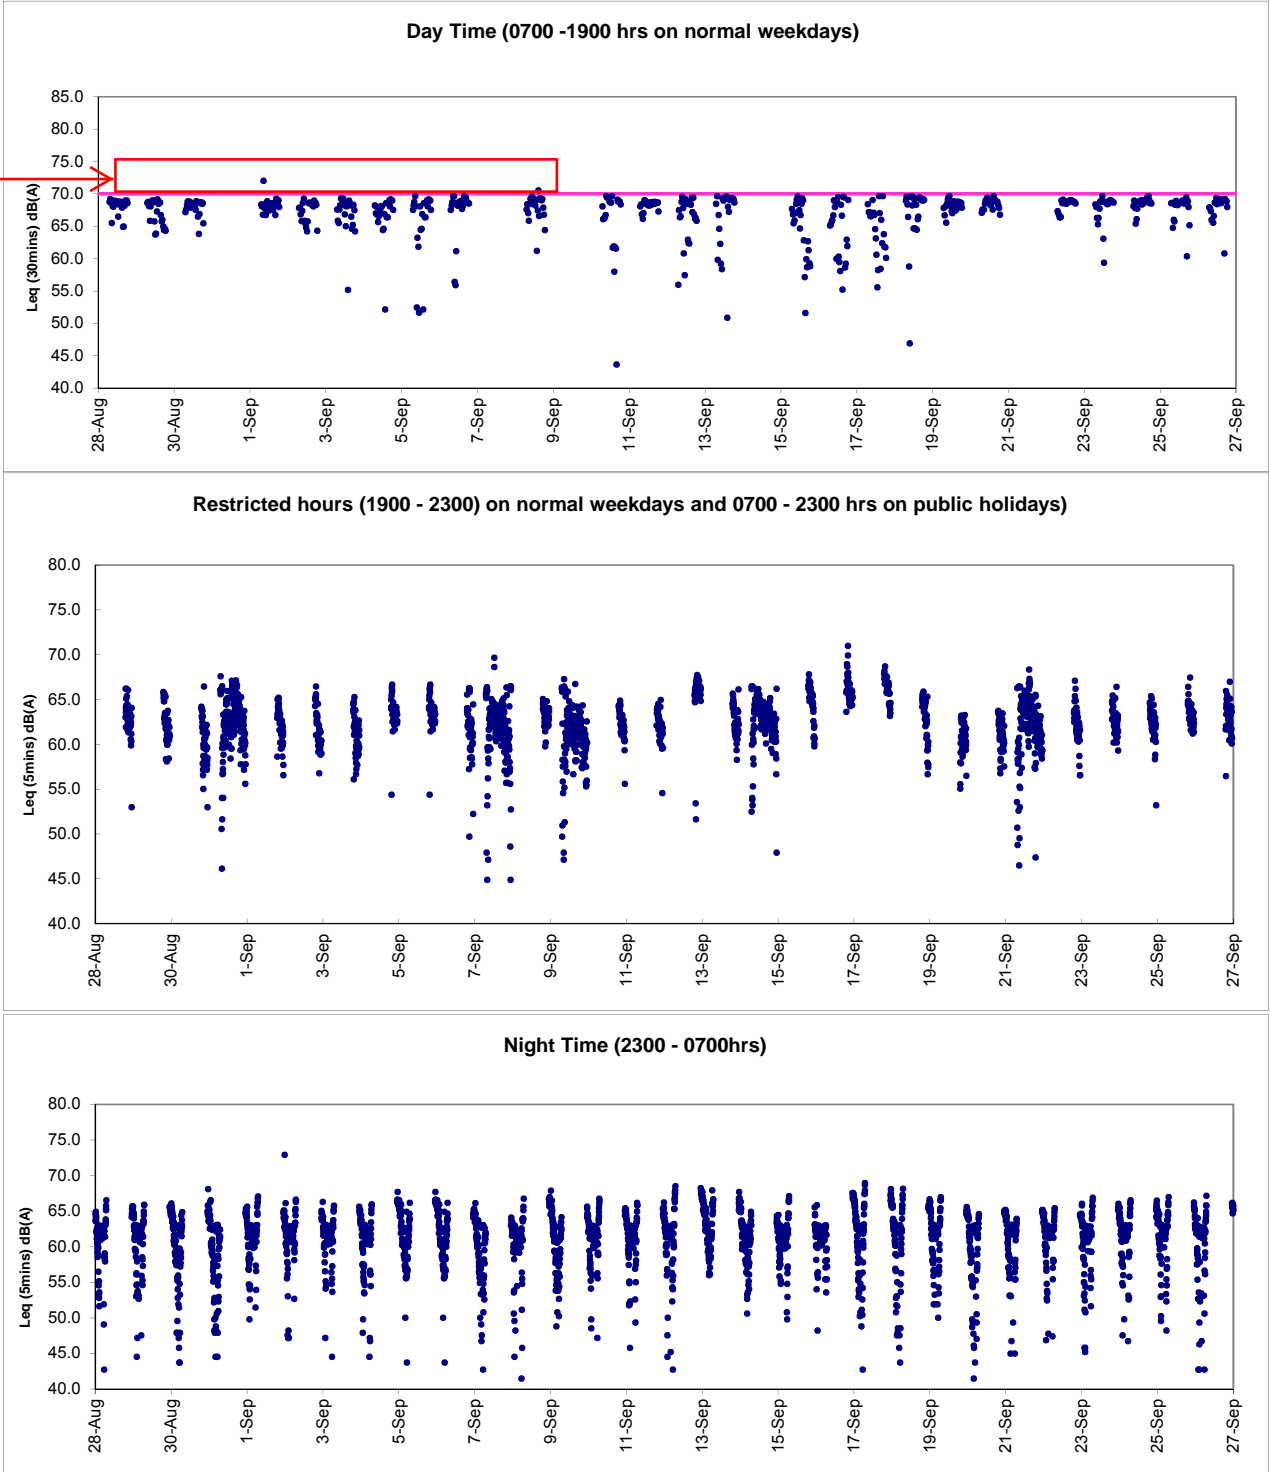 Day Time (0700 -1900 hrs on normal weekdays)
Leq (30mins) dB(A)
85.0
80.0
75.0
70.0
65.0
60.0
55.0
50.0
45.0
40.0
28-Aug
30-Aug
1-Sep
3-Sep
5-Sep
7-Sep
9-Sep
11-Sep
13-Sep
15-Sep
17-Sep
19-Sep
21-Sep
23-Sep
25-Sep
27-Sep
Restricted hours (1900 - 2300) on normal weekdays and 0700 - 2300 hrs on public holidays)
Leq (5mins) dB(A)
80.0
75.0
70.0
65.0
60.0
55.0
50.0
45.0
40.0
28-Aug
30-Aug
1-Sep
3-Sep
5-Sep
7-Sep
9-Sep
11-Sep
13-Sep
15-Sep
17-Sep
19-Sep
21-Sep
23-Sep
25-Sep
27-Sep
Night Time (2300 - 0700hrs)
Leq (5mins) dB(A)
80.0
75.0
70.0
65.0
60.0
55.0
50.0
45.0
40.0
28-Aug
30-Aug
1-Sep
3-Sep
5-Sep
7-Sep
9-Sep
11-Sep
13-Sep
15-Sep
17-Sep
19-Sep
21-Sep
23-Sep
25-Sep
27-Sep